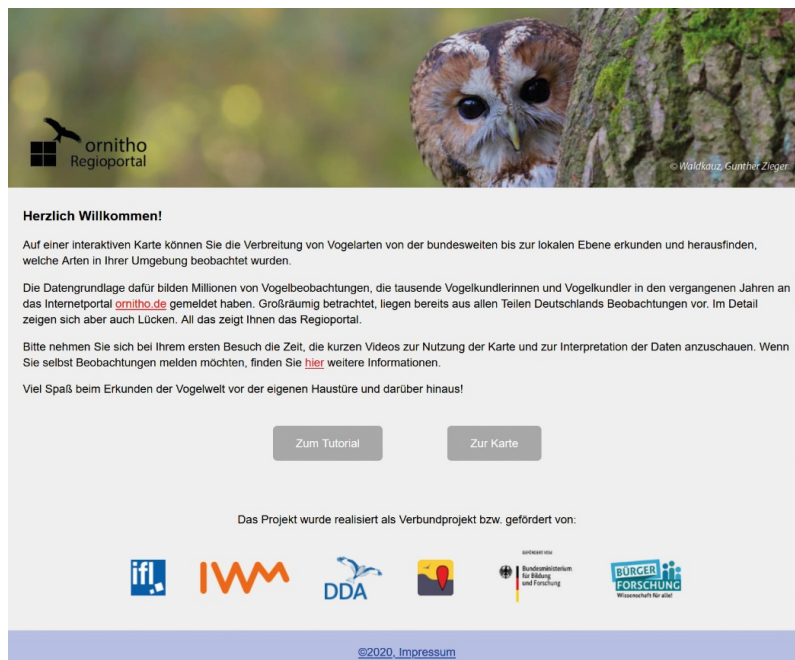 ornitho
Regioportal
© Waldkauz, Gunther Zieger
Herzlich Willkommen!
Auf einer interaktiven Karte können Sie die Verbreitung von Vogelarten von der bundesweiten bis zur lokalen Ebene erkunden und herausfinden,
welche Arten in Ihrer Umgebung beobachtet wurden.
Die Datengrundlage dafür bilden Millionen von Vogelbeobachtungen, die tausende Vogelkundlerinnen und Vogelkundler in den vergangenen Jahren an
das Internetportal ornitho.de gemeldet haben. Großräumig betrachtet, liegen bereits aus allen Teilen Deutschlands Beobachtungen vor. Im Detail
zeigen sich aber auch Lücken. All das zeigt Ihnen das Regioportal.
Bitte nehmen Sie sich bei Ihrem ersten Besuch die Zeit, die kurzen Videos zur Nutzung der Karte und zur Interpretation der Daten anzuschauen. Wenn
Sie selbst Beobachtungen melden möchten, finden Sie hier weitere Informationen.
Viel Spaß beim Erkunden der Vogelwelt vor der eigenen Haustüre und darüber hinaus!
Zum Tutorial
Zur Karte
Das Projekt wurde realisiert als Verbundprojekt bzw. gefördert von:
ifl
IWM
DDA
GEFÖRDERT VOM
Bundesministerium
für Bildung
und Forschung
BÜRGER
FORSCHUNG
Wissenschaft für alle!
©2020, Impressum